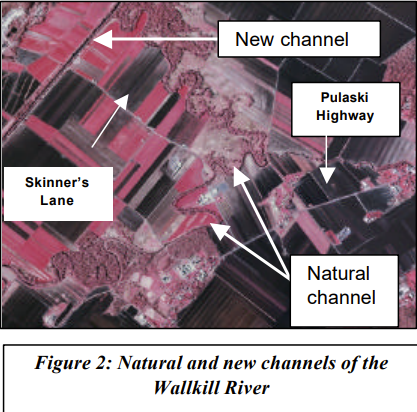 New channel
Pulaski
Highway
Skinner's
Lane
Natural
channel
Figure 2: Natural and new channels of the
Wallkill River